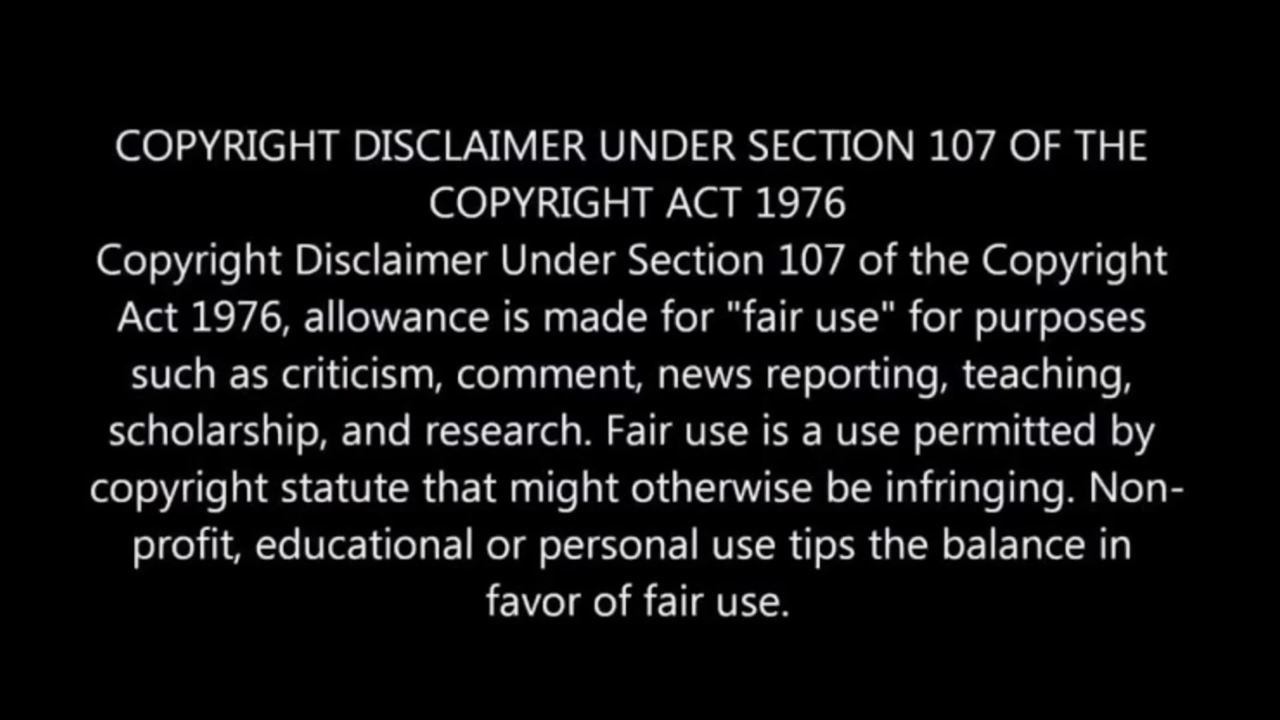 COPYRIGHT DISCLAIMER UNDER SECTION 107 OF THE
COPYRIGHT ACT 1976
Copyright Disclaimer Under Section 107 of the Copyright
Act 1976, allowance is made for "fair use" for purposes
such as criticism, comment, news reporting, teaching,
scholarship, and research. Fair use is a use permitted by
copyright statute that might otherwise be infringing. Non-
profit, educational or personal use tips the balance in
favor of fair use.